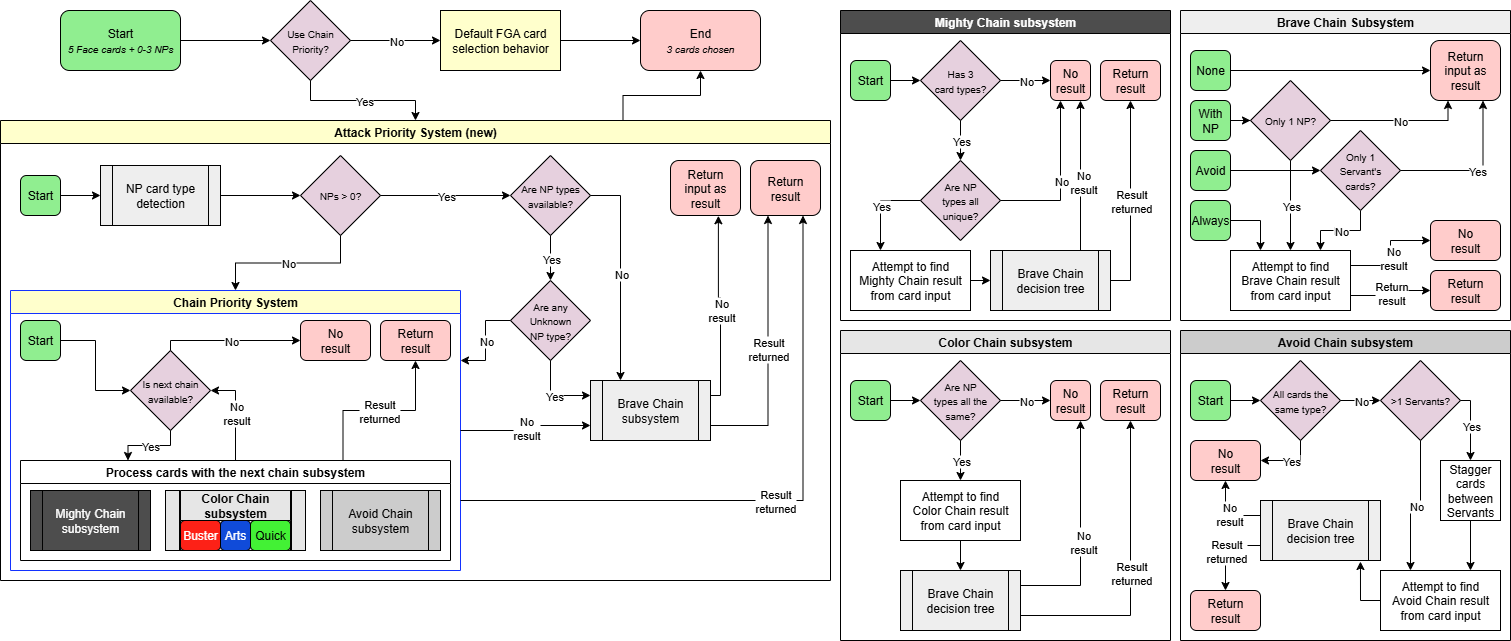 Start
5 Face cards + 0-3 NPs
Use Chain
Priority?
No
Default FGA card
selection behavior
End
3 cards chosen
Yes
Attack Priority System (new)
Start
NP card type
detection
NPs > 0?
Yes
Are NP types
available?
Return
input as
result
Return
result
No
Yes
No
Are any
Unknown
NP type?
No
Yes
No
result
Result
returned
Brave Chain
subsystem
No
result
Result
returned
Chain Priority System
Start
No
No
result
Return
result
Is next chain
available?
No
result
Result
returned
Yes
Process cards with the next chain subsystem
Mighty Chain
subsystem
Color Chain
subsystem
Buster
Arts
Quick
Avoid Chain
subsystem
Mighty Chain subsystem
Start
Has 3
card types?
No
No
result
Return
result
Yes
Are NP
types all
unique?
No
No
result
Result
returned
Yes
Attempt to find
Mighty Chain result
from card input
Brave Chain
decision tree
Brave Chain Subsystem
None
Return
input as
result
With
NP
Only 1 NP?
No
Avoid
Only 1
Servant's
cards?
Yes
Always
Yes
No
Attempt to find
Brave Chain result
from card input
No
result
No
result
Return
result
Return
result
Color Chain subsystem
Start
Are NP
types all the
same?
No
No
result
Return
result
Yes
Attempt to find
Color Chain result
from card input
No
result
Result
returned
Brave Chain
decision tree
Avoid Chain subsystem
Start
All cards the
same type?
No
>1 Servants?
Yes
Yes
No
result
Stagger
cards
between
Servants
No
No
result
Brave Chain
decision tree
Result
returned
Return
result
Attempt to find
Avoid Chain result
from card input